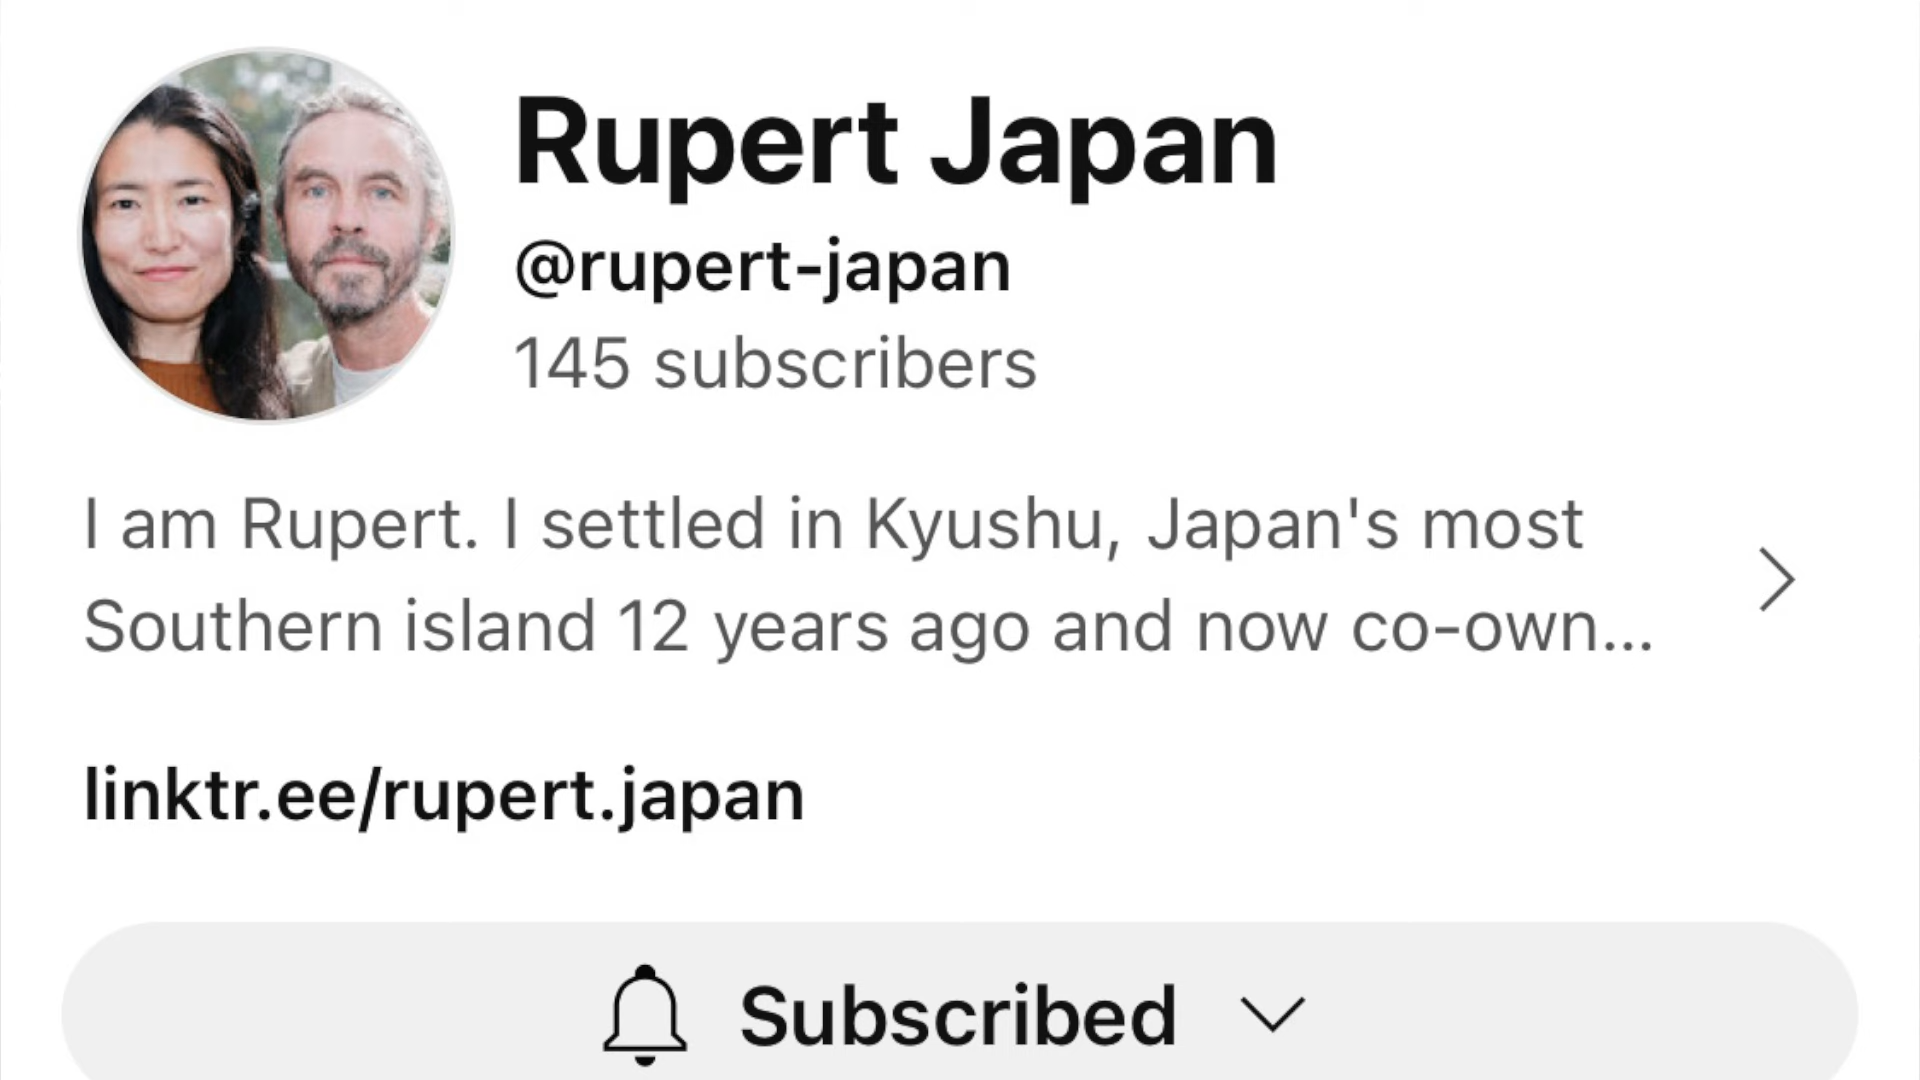 Rupert Japan
@rupert-japan
145 subscribers
I am Rupert. I settled in Kyushu, Japan's most
Southern island 12 years ago and now co-own...
linktr.ee/rupert.japan
Subscribed